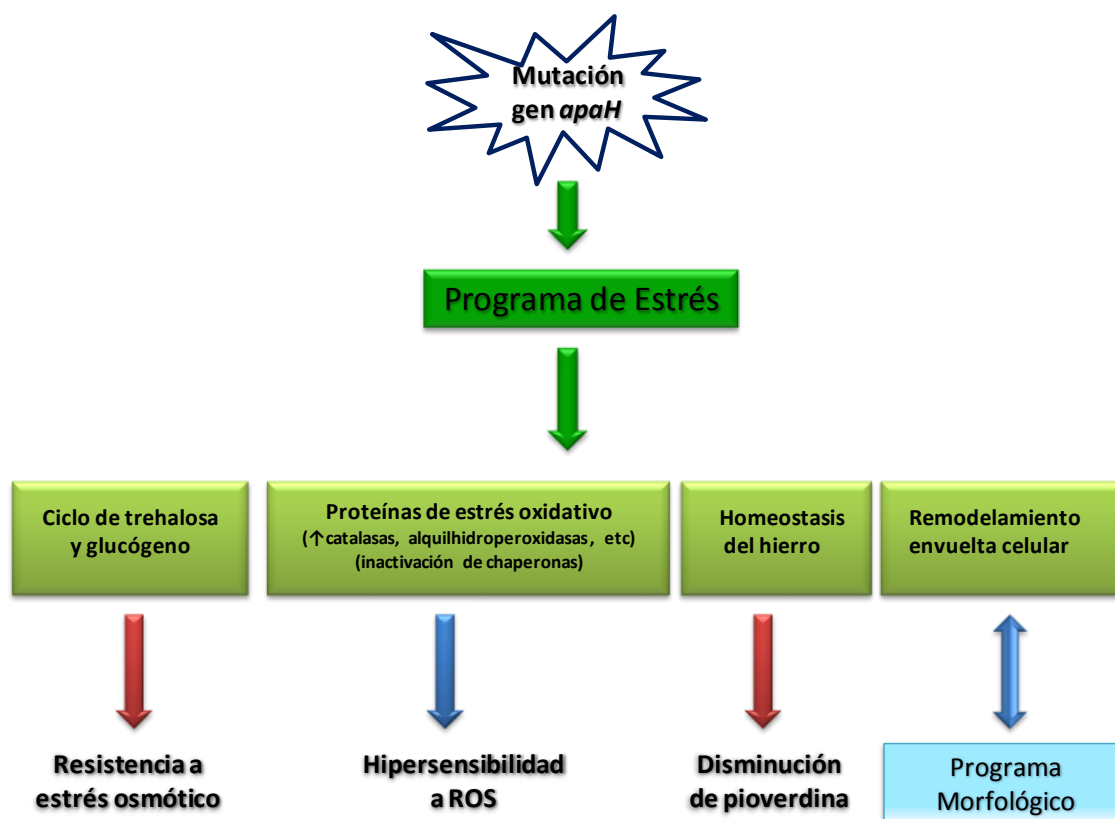 Mutación
gen apaH
Programa de Estrés
Ciclo de trehalosa
y glucógeno
Proteínas de estrés oxidativo
(↑catalasas, alquilhidroperoxidasas, etc)
(inactivación de chaperonas)
Homeostasis
del hierro
Remodelamiento
envuelta celular
Resistencia a
estrés osmótico
Hipersensibilidad
a ROS
Disminución
de pioverdina
Programa
Morfológico